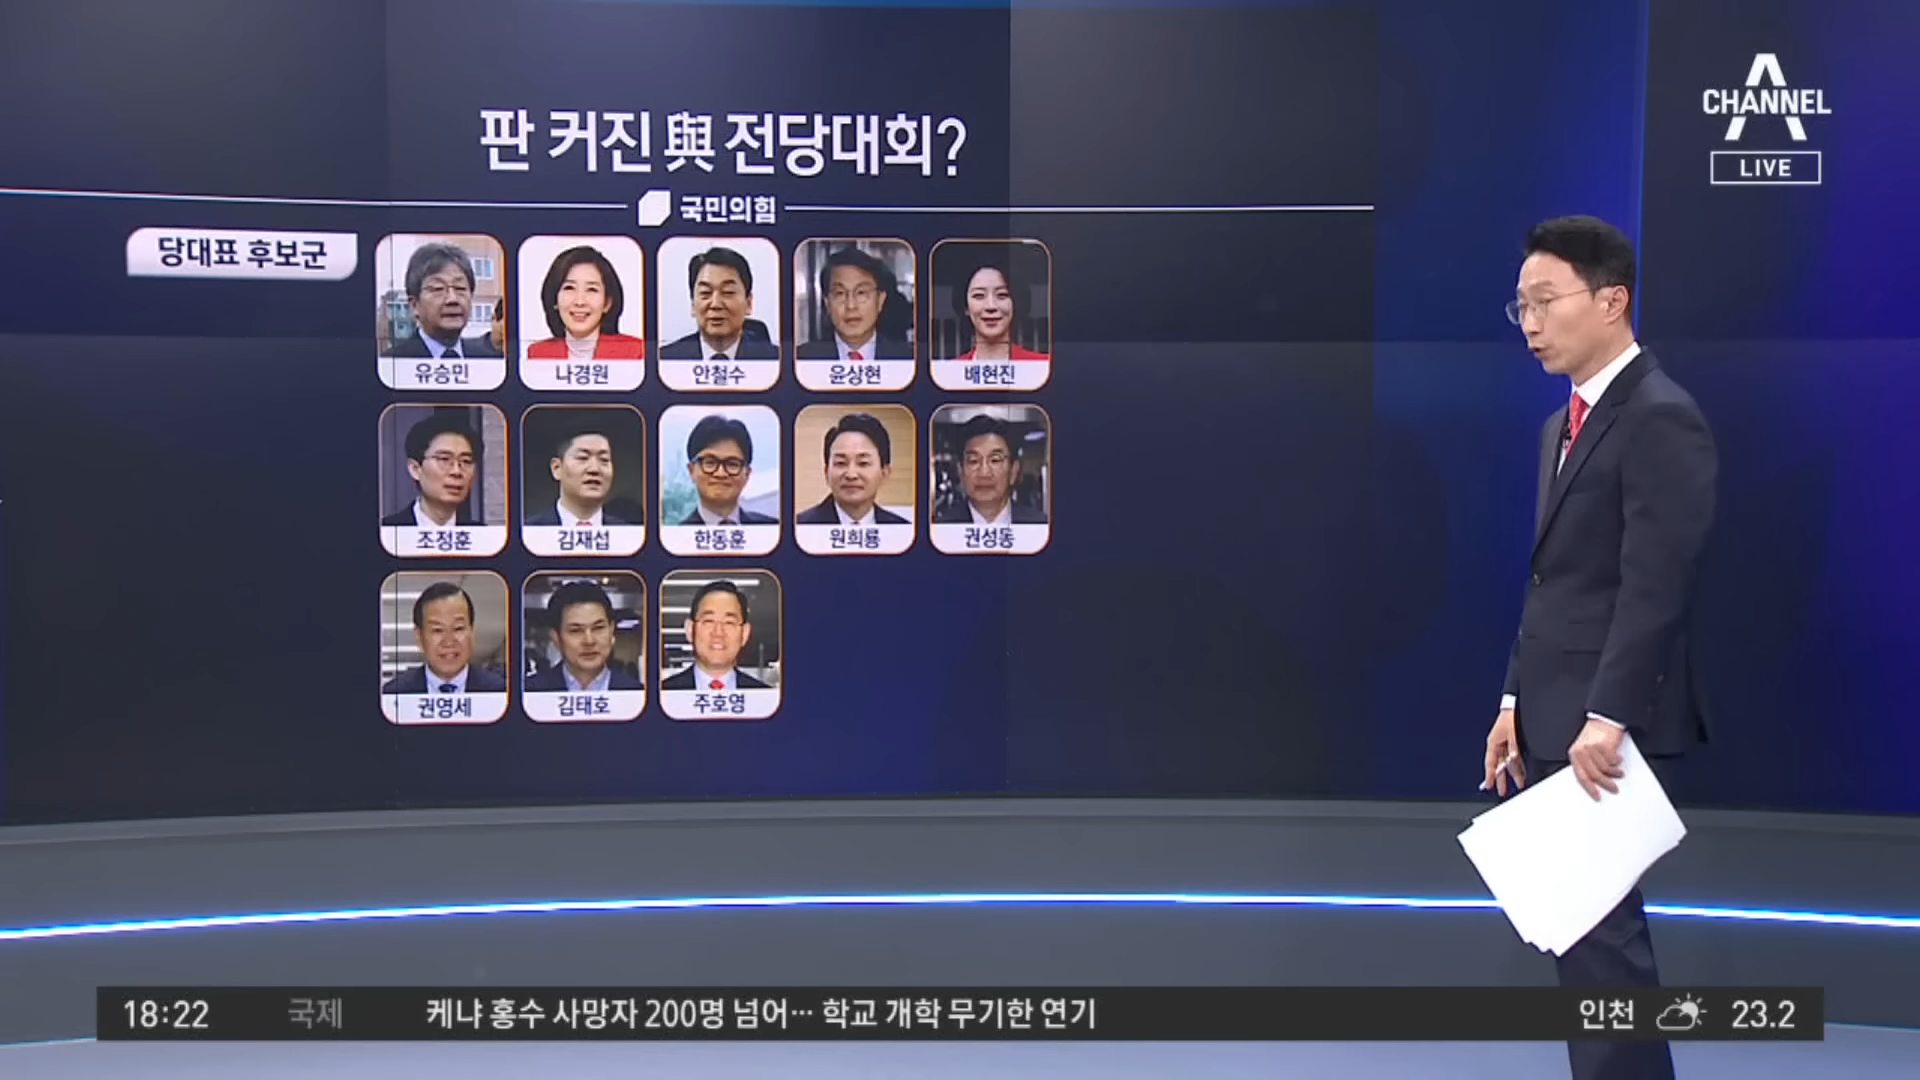 판 커진 與 전당대회?
국민의힘
CHANNEL A
LIVE
당대표 후보군
유승민
나경원
안철수
윤상현
배현진
조정훈
김재섭
한동훈
원희룡
권성동
권영세
김태호
주호영
18:22 국제 케냐 홍수 사망자 200명 넘어… 학교 개학 무기한 연기 인천 23.2